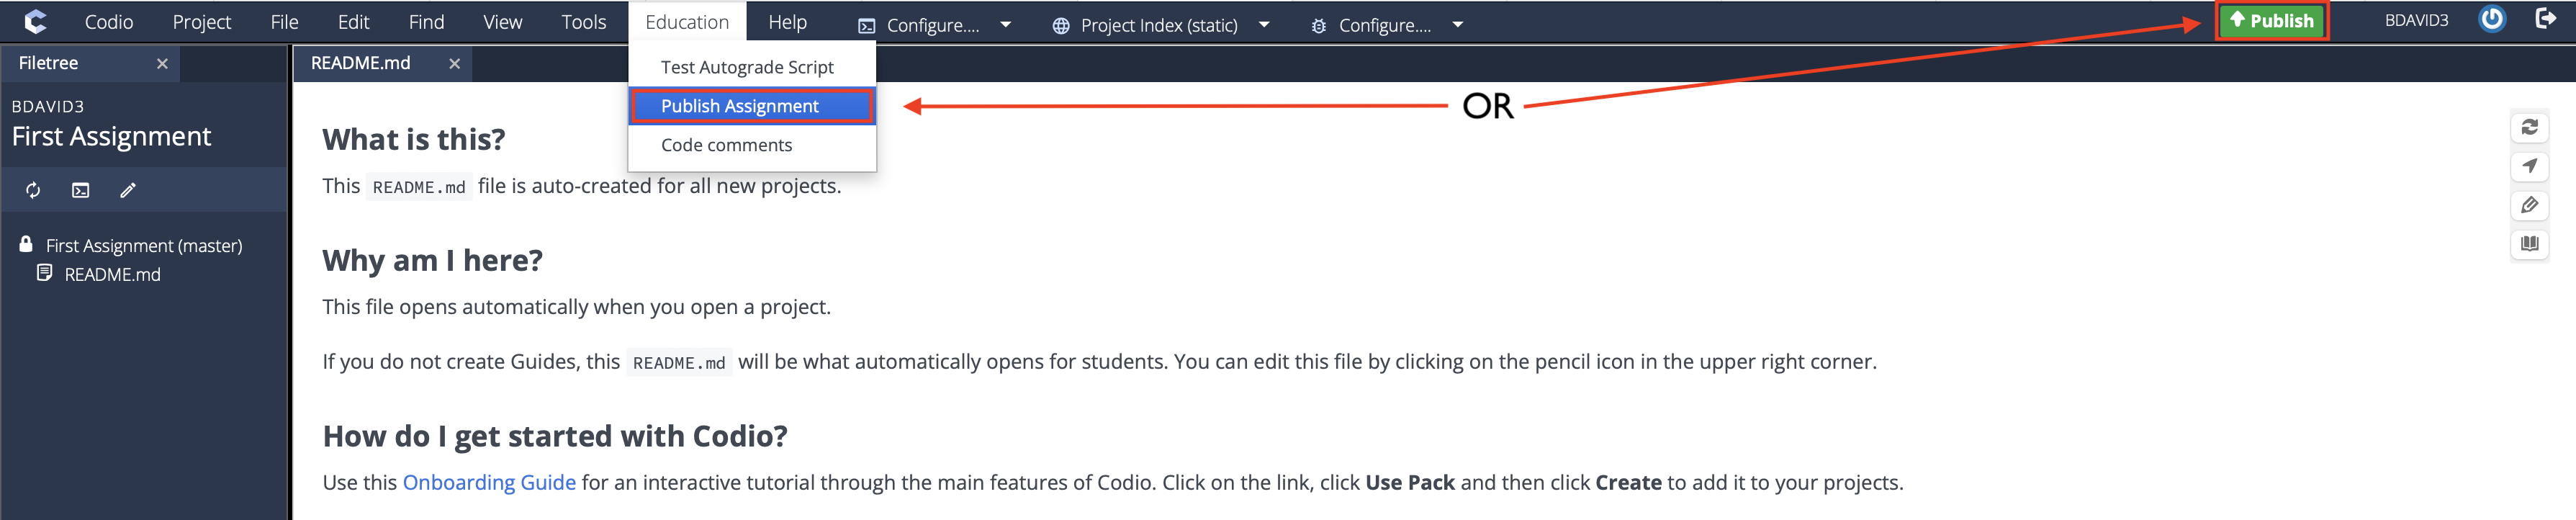 Codio Project File Edit Find View Tools Education Help Configure.... Project Index (static) Configure.... Publish BDAVID3
Filetree README.md
Test Autograde Script
Publish Assignment
Code comments
OR
BDAVID3
First Assignment
First Assignment (master)
README.md
What is this?
This README.md file is auto-created for all new projects.
Why am I here?
This file opens automatically when you open a project.
If you do not create Guides, this README.md will be what automatically opens for students. You can edit this file by clicking on the pencil icon in the upper right corner.
How do I get started with Codio?
Use this Onboarding Guide for an interactive tutorial through the main features of Codio. Click on the link, click Use Pack and then click Create to add it to your projects.